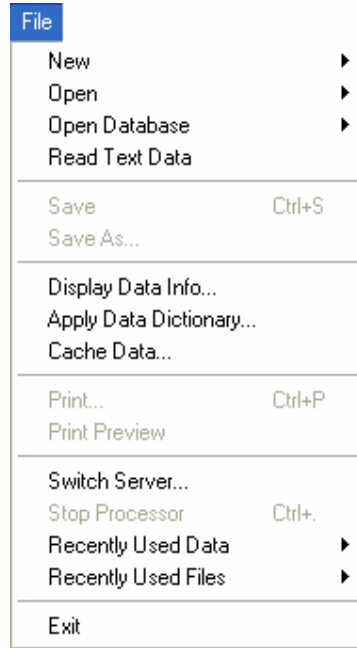 File
New
Open
Open Database
Read Text Data
Save Ctrl+S
Save As...
Display Data Info...
Apply Data Dictionary...
Cache Data...
Print... Ctrl+P
Print Preview
Switch Server...
Stop Processor Ctrl+.
Recently Used Data
Recently Used Files
Exit